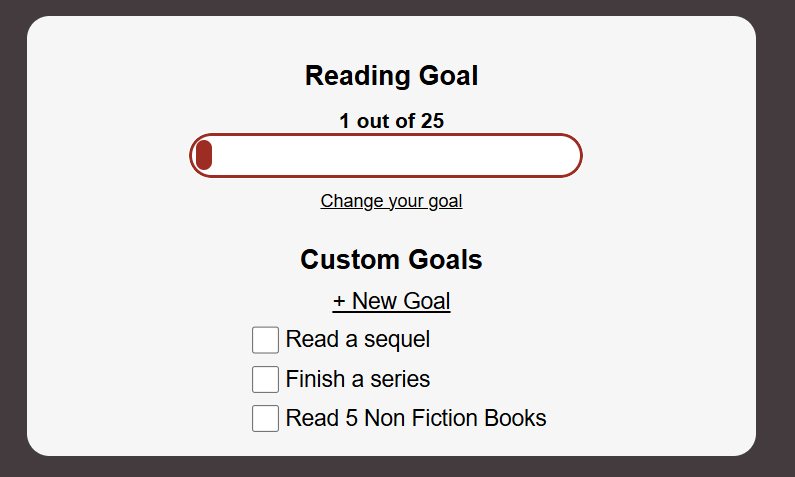 Reading Goal
1 out of 25
Change your goal
Custom Goals
+ New Goal
Read a sequel
Finish a series
Read 5 Non Fiction Books